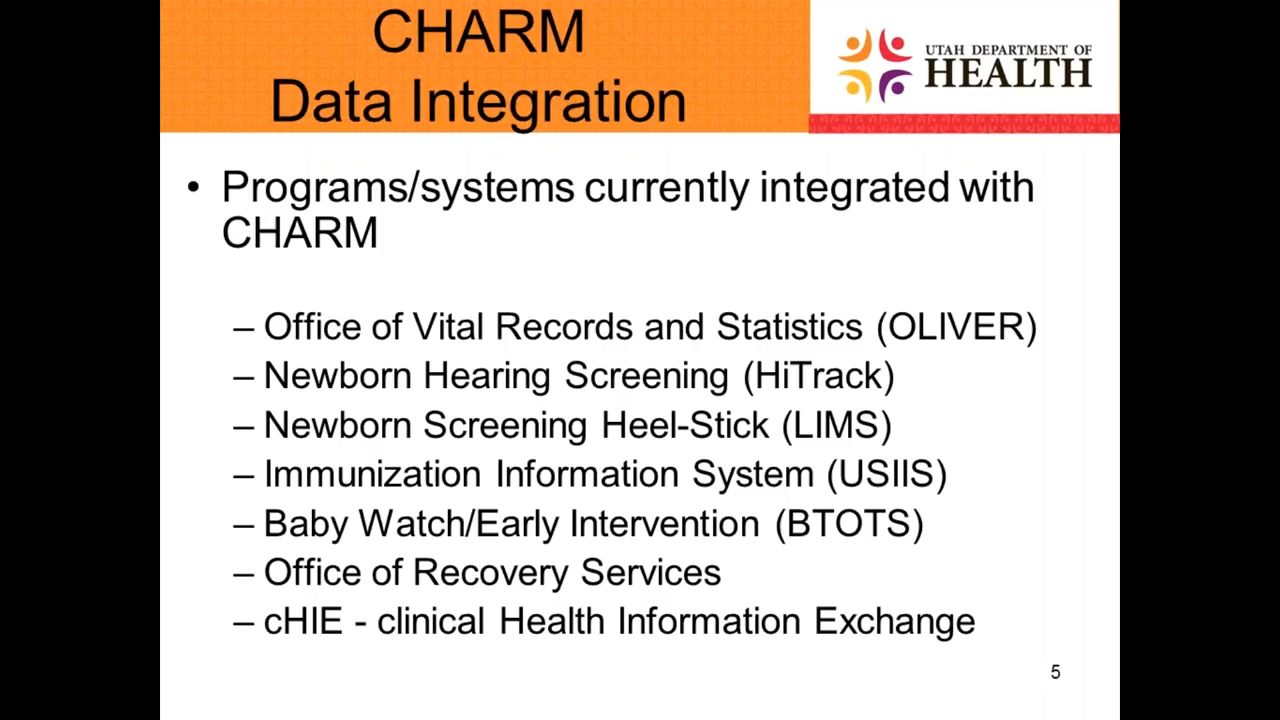 CHARM
Data Integration
UTAH DEPARTMENT OF
HEALTH
• Programs/systems currently integrated with
CHARM
– Office of Vital Records and Statistics (OLIVER)
– Newborn Hearing Screening (HiTrack)
– Newborn Screening Heel-Stick (LIMS)
– Immunization Information System (USIIS)
– Baby Watch/Early Intervention (BTOTS)
– Office of Recovery Services
– cHIE - clinical Health Information Exchange
5